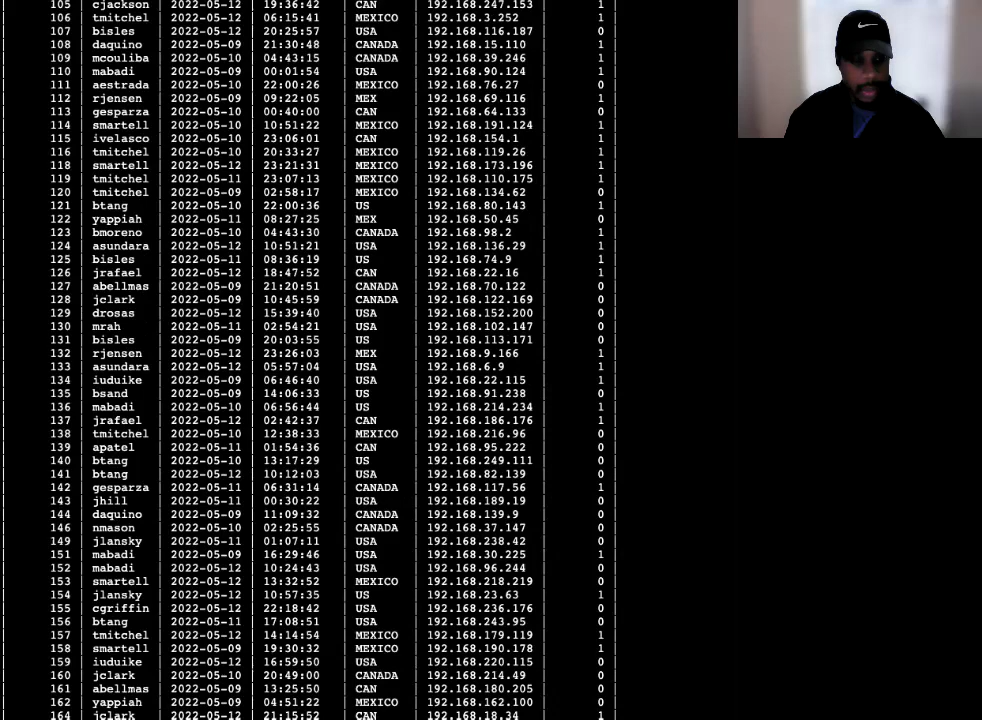 105 | cjackson | 2022-05-12 | 19:36:42 | CAN | 192.168.247.153 | 1 |
106 | tmitchel | 2022-05-12 | 06:15:41 | MEXICO | 192.168.3.252 | 1 |
107 | bisles | 2022-05-12 | 20:25:57 | USA | 192.168.116.187 | 0 |
108 | daquino | 2022-05-09 | 21:30:48 | CANADA | 192.168.15.110 | 1 |
109 | mcouliba | 2022-05-10 | 04:43:15 | CANADA | 192.168.39.246 | 1 |
110 | mabadi | 2022-05-09 | 00:01:54 | USA | 192.168.90.124 | 1 |
111 | aestrada | 2022-05-10 | 22:00:26 | MEXICO | 192.168.76.27 | 0 |
112 | rjensen | 2022-05-09 | 09:22:05 | MEX | 192.168.69.116 | 1 |
113 | gesparza | 2022-05-10 | 00:40:00 | CAN | 192.168.64.133 | 0 |
114 | smartell | 2022-05-10 | 10:51:22 | MEXICO | 192.168.191.124 | 1 |
115 | ivelasco | 2022-05-10 | 23:06:01 | CAN | 192.168.154.1 | 1 |
116 | tmitchel | 2022-05-10 | 20:33:27 | MEXICO | 192.168.119.26 | 1 |
118 | smartell | 2022-05-12 | 23:21:31 | MEXICO | 192.168.173.196 | 1 |
119 | tmitchel | 2022-05-11 | 23:07:13 | MEXICO | 192.168.110.175 | 1 |
120 | tmitchel | 2022-05-09 | 02:58:17 | MEXICO | 192.168.134.62 | 0 |
121 | btang | 2022-05-10 | 22:00:36 | US | 192.168.80.143 | 1 |
122 | yappiah | 2022-05-11 | 08:27:25 | MEX | 192.168.50.45 | 0 |
123 | bmoreno | 2022-05-10 | 04:43:30 | CANADA | 192.168.98.2 | 1 |
124 | asundara | 2022-05-12 | 10:51:21 | USA | 192.168.136.29 | 1 |
125 | bisles | 2022-05-11 | 08:36:19 | US | 192.168.74.9 | 1 |
126 | jrafael | 2022-05-12 | 18:47:52 | CAN | 192.168.22.16 | 1 |
127 | abellmas | 2022-05-09 | 21:20:51 | CANADA | 192.168.70.122 | 0 |
128 | jclark | 2022-05-12 | 10:45:59 | CANADA | 192.168.122.169 | 0 |
129 | drosas | 2022-05-12 | 15:39:40 | USA | 192.168.152.200 | 0 |
130 | mrah | 2022-05-11 | 02:54:21 | USA | 192.168.102.147 | 0 |
131 | bisles | 2022-05-09 | 20:03:55 | US | 192.168.113.171 | 0 |
132 | rjensen | 2022-05-12 | 23:26:03 | MEX | 192.168.9.166 | 1 |
133 | asundara | 2022-05-12 | 05:57:04 | USA | 192.168.6.9 | 1 |
134 | iuduike | 2022-05-09 | 06:46:40 | USA | 192.168.22.115 | 1 |
135 | bsand | 2022-05-09 | 14:06:33 | US | 192.168.91.238 | 0 |
136 | mabadi | 2022-05-10 | 06:56:44 | US | 192.168.214.234 | 1 |
137 | jrafael | 2022-05-12 | 02:42:37 | CAN | 192.168.186.176 | 1 |
138 | tmitchel | 2022-05-10 | 12:38:33 | MEXICO | 192.168.216.96 | 0 |
139 | apatel | 2022-05-11 | 01:54:36 | CAN | 192.168.95.222 | 0 |
140 | btang | 2022-05-10 | 13:17:29 | US | 192.168.249.111 | 0 |
141 | btang | 2022-05-12 | 10:12:03 | USA | 192.168.82.139 | 0 |
142 | gesparza | 2022-05-11 | 06:31:14 | CANADA | 192.168.117.56 | 1 |
143 | jhill | 2022-05-11 | 00:30:22 | USA | 192.168.189.19 | 0 |
144 | daquino | 2022-05-09 | 11:09:32 | CANADA | 192.168.139.9 | 0 |
146 | nmason | 2022-05-10 | 02:25:55 | CANADA | 192.168.37.147 | 0 |
149 | jlansky | 2022-05-11 | 01:07:11 | USA | 192.168.238.42 | 0 |
151 | mabadi | 2022-05-09 | 16:29:46 | USA | 192.168.30.225 | 1 |
152 | mabadi | 2022-05-12 | 10:24:43 | USA | 192.168.96.244 | 0 |
153 | smartell | 2022-05-12 | 13:32:52 | MEXICO | 192.168.218.219 | 0 |
154 | jlansky | 2022-05-12 | 10:57:35 | US | 192.168.23.63 | 1 |
155 | cgriffin | 2022-05-12 | 22:18:42 | USA | 192.168.236.176 | 0 |
156 | btang | 2022-05-11 | 17:08:51 | USA | 192.168.243.95 | 0 |
157 | tmitchel | 2022-05-12 | 14:14:54 | MEXICO | 192.168.179.119 | 1 |
158 | smartell | 2022-05-09 | 19:30:32 | MEXICO | 192.168.190.178 | 1 |
159 | iuduike | 2022-05-12 | 16:59:50 | USA | 192.168.220.115 | 0 |
160 | jclark | 2022-05-10 | 20:49:00 | CANADA | 192.168.214.49 | 0 |
161 | abellmas | 2022-05-09 | 13:25:50 | CAN | 192.168.180.205 | 0 |
162 | yappiah | 2022-05-09 | 04:51:22 | MEXICO | 192.168.162.100 | 0 |
164 | jclark | 2022-05-12 | 21:15:52 | CAN | 192.168.18.34 | 1 |